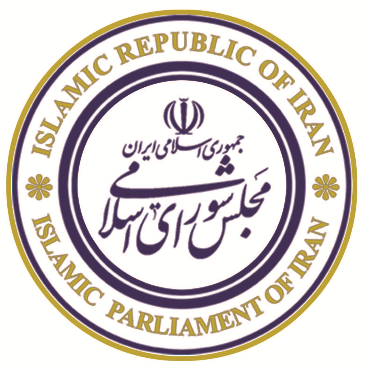 ISLAMIC REPUBLIC OF IRAN
جمهوری اسلامی ایران
مجلس شورای اسلامی
ISLAMIC PARLIAMENT OF IRAN